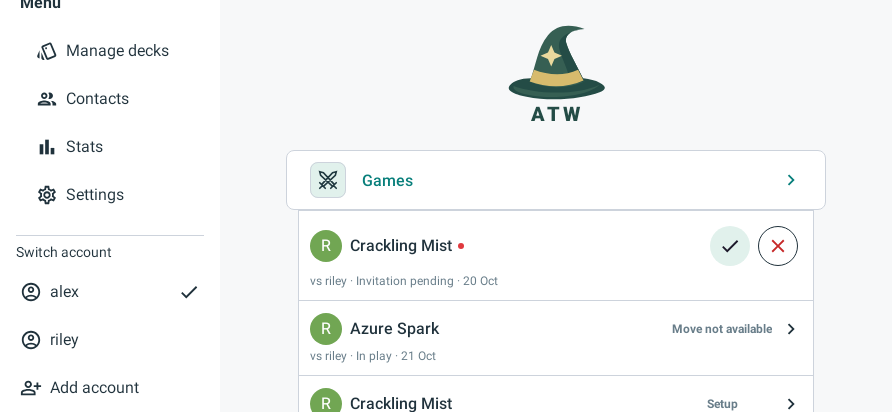 Menu
Manage decks
Contacts
Stats
Settings
Switch account
alex
riley
Add account
ATW
Games
R Crackling Mist
vs riley · Invitation pending · 20 Oct
R Azure Spark Move not available
vs riley · In play · 21 Oct
R Crackling Mist Setup